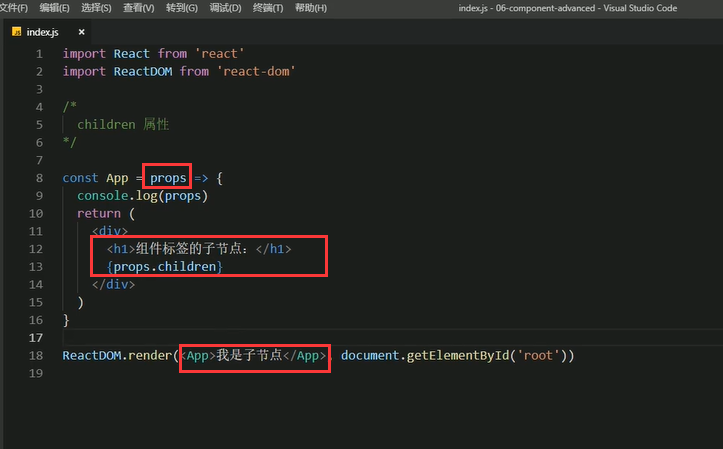 文件(F) 编辑(E) 选择(S) 查看(V) 转到(G) 调试(D) 终端(T) 帮助(H) index.js - 06-component-advanced - Visual Studio Code
JS index.js ×
1 import React from 'react'
2 import ReactDOM from 'react-dom'
3
4 /*
5 children 属性
6 */
7
8 const App = props => {
9 console.log(props)
10 return (
11 <div>
12 <h1>组件标签的子节点：</h1>
13 {props.children}
14 </div>
15 )
16 }
17
18 ReactDOM.render(<App>我是子节点</App>, document.getElementById('root'))
19